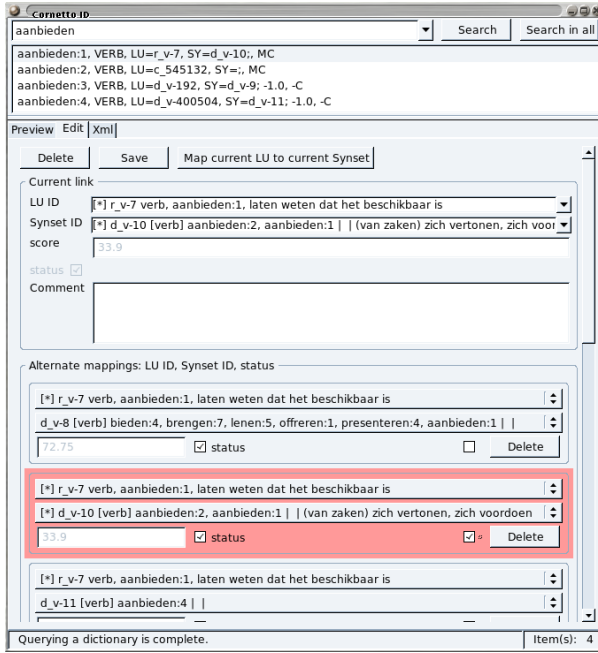 Cornetto ID
aanbieden Search Search in all
aanbieden:1, VERB, LU=r_v-7, SY=d_v-10;, MC
aanbieden:2, VERB, LU=c_545132, SY=;, MC
aanbieden:3, VERB, LU=d_v-192, SY=d_v-9; -1.0, -C
aanbieden:4, VERB, LU=d_v-400504, SY=d_v-11; -1.0, -C
Preview Edit Xml
Delete Save Map current LU to current Synset
Current link
LU ID [*] r_v-7 verb, aanbieden:1, laten weten dat het beschikbaar is
Synset ID [*] d_v-10 [verb] aanbieden:2, aanbieden:1 | | (van zaken) zich vertonen, zich voor
score 33.9
status
Comment
Alternate mappings: LU ID, Synset ID, status
[*] r_v-7 verb, aanbieden:1, laten weten dat het beschikbaar is
d_v-8 [verb] bieden:4, brengen:7, lenen:5, offreren:1, presenteren:4, aanbieden:1 | |
72.75 status Delete
[*] r_v-7 verb, aanbieden:1, laten weten dat het beschikbaar is
[*] d_v-10 [verb] aanbieden:2, aanbieden:1 | | (van zaken) zich vertonen, zich voordoen
33.9 status Delete
[*] r_v-7 verb, aanbieden:1, laten weten dat het beschikbaar is
d_v-11 [verb] aanbieden:4 | |
Querying a dictionary is complete. Item(s): 4